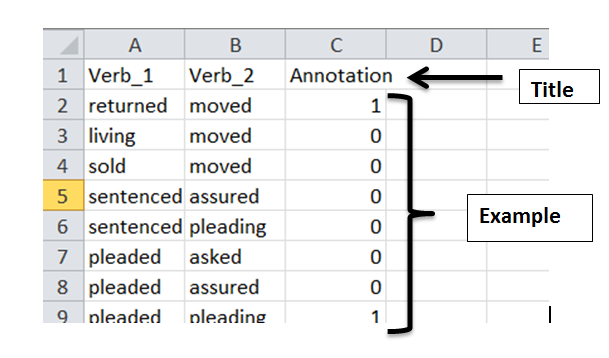 A B C D E
1 Verb_1 Verb_2 Annotation
Title
2 returned moved 1
3 living moved 0
4 sold moved 0
5 sentenced assured 0
6 sentenced pleading 0
Example
7 pleaded asked 0
8 pleaded assured 0
9 pleaded pleading 1